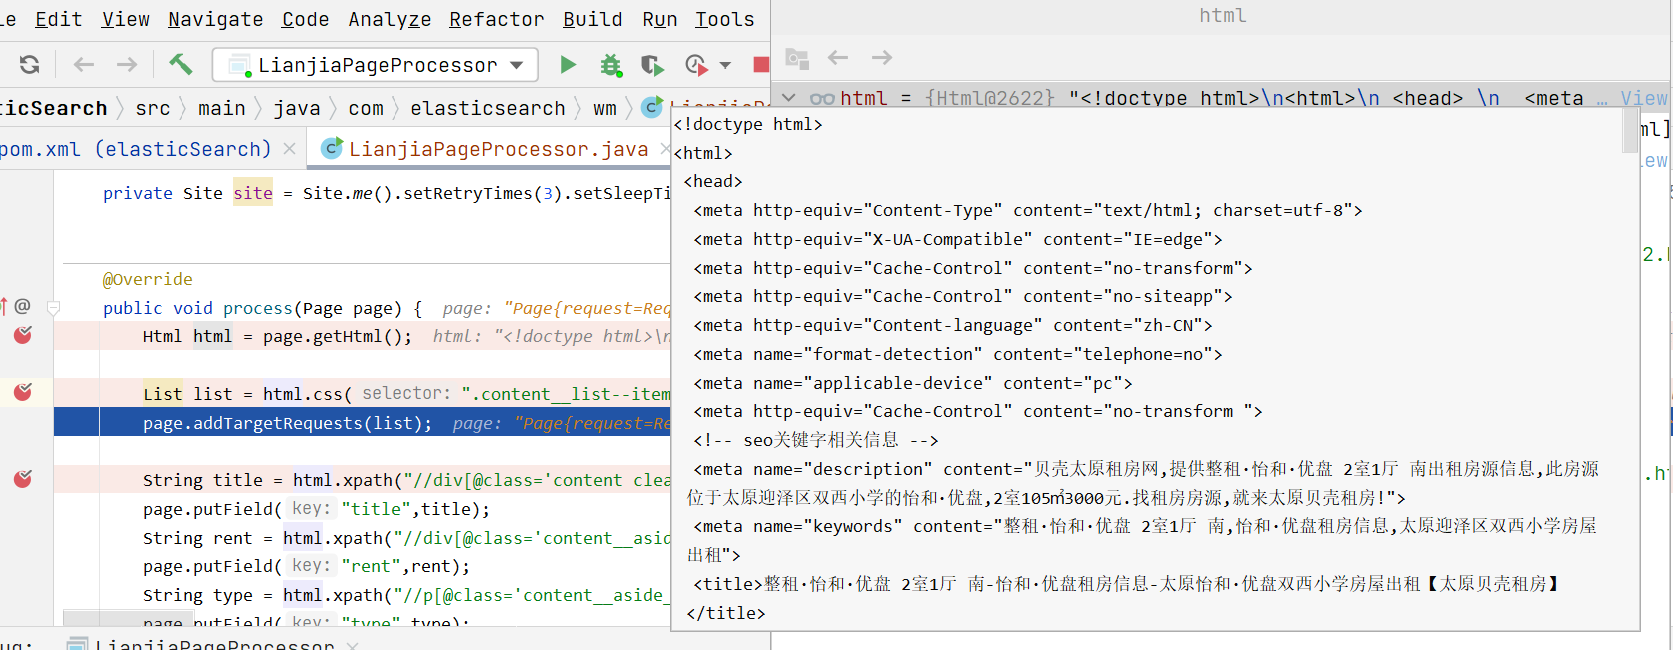 Edit View Navigate Code Analyze Refactor Build Run Tools
html
LianjiaPageProcessor
html = {Html@2622} "<!doctype html>\n<html>\n <head> \n  <meta … View
ticSearch src main java com elasticsearch wm
pom.xml (elasticSearch) LianjiaPageProcessor.java
private Site site = Site.me().setRetryTimes(3).setSleepTi
@Override
public void process(Page page) { page: "Page{request=Req
Html html = page.getHtml(); html: "<!doctype html>\n
List list = html.css( selector: ".content__list--item
page.addTargetRequests(list); page: "Page{request=Re
String title = html.xpath("//div[@class='content clea
page.putField( key: "title",title);
String rent = html.xpath("//div[@class='content__asid
page.putField( key: "rent",rent);
String type = html.xpath("//p[@class='content__aside_
page.putField( key: "type",type);
LianjiaPageProcessor
<!doctype html>
<html>
<head>
<meta http-equiv="Content-Type" content="text/html; charset=utf-8">
<meta http-equiv="X-UA-Compatible" content="IE=edge">
<meta http-equiv="Cache-Control" content="no-transform">
<meta http-equiv="Cache-Control" content="no-siteapp">
<meta http-equiv="Content-language" content="zh-CN">
<meta name="format-detection" content="telephone=no">
<meta name="applicable-device" content="pc">
<meta http-equiv="Cache-Control" content="no-transform ">
<!-- seo关键字相关信息 -->
<meta name="description" content="贝壳太原租房网,提供整租·怡和·优盘 2室1厅 南出租房源信息,此房源
位于太原迎泽区双西小学的怡和·优盘,2室105㎡3000元.找租房房源,就来太原贝壳租房!">
<meta name="keywords" content="整租·怡和·优盘 2室1厅 南,怡和·优盘租房信息,太原迎泽区双西小学房屋
出租">
<title>整租·怡和·优盘 2室1厅 南-怡和·优盘租房信息-太原怡和·优盘双西小学房屋出租【太原贝壳租房】
</title>